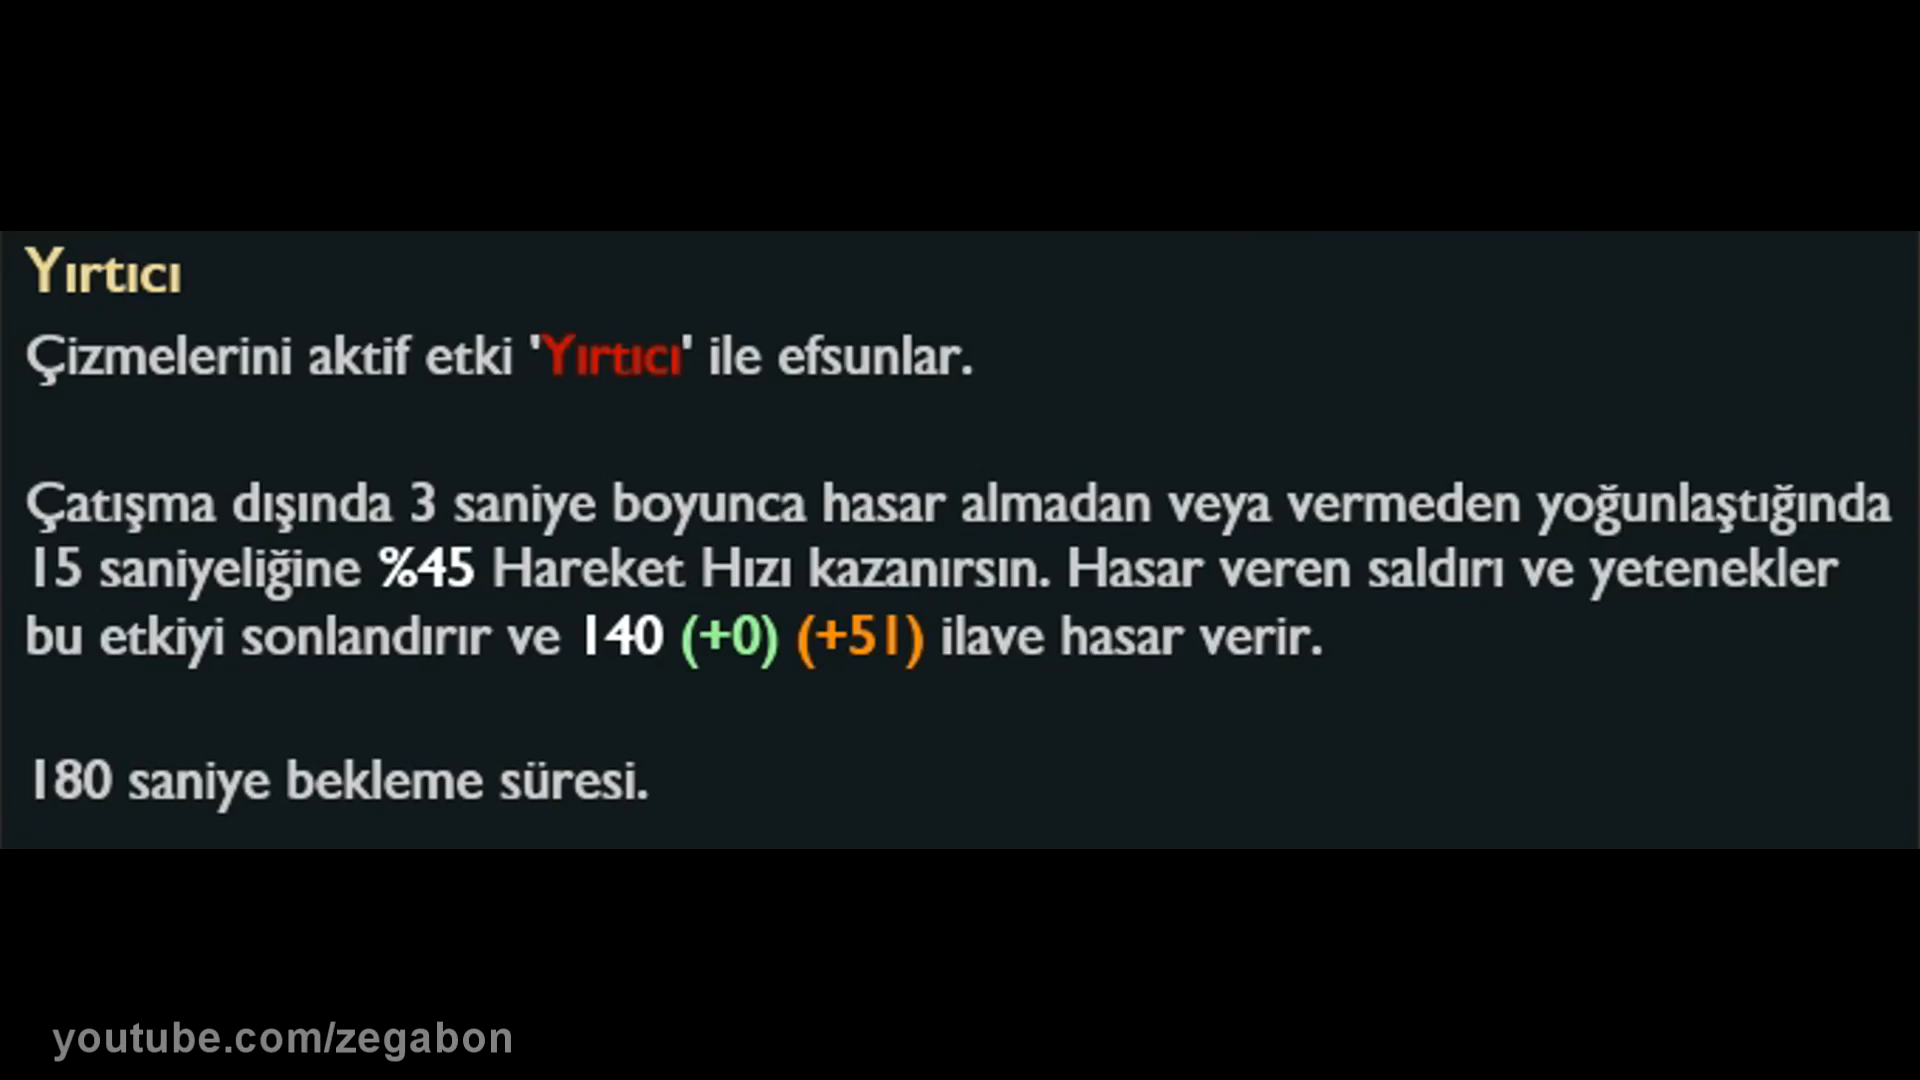 Yırtıcı
Çizmelerini aktif etki 'Yırtıcı' ile efsunlar.
Çatışma dışında 3 saniye boyunca hasar almadan veya vermeden yoğunlaştığında
15 saniyeliğine %45 Hareket Hızı kazanırsın. Hasar veren saldırı ve yetenekler
bu etkiyi sonlandırır ve 140 (+0) (+51) ilave hasar verir.
180 saniye bekleme süresi.
youtube.com/zegabon